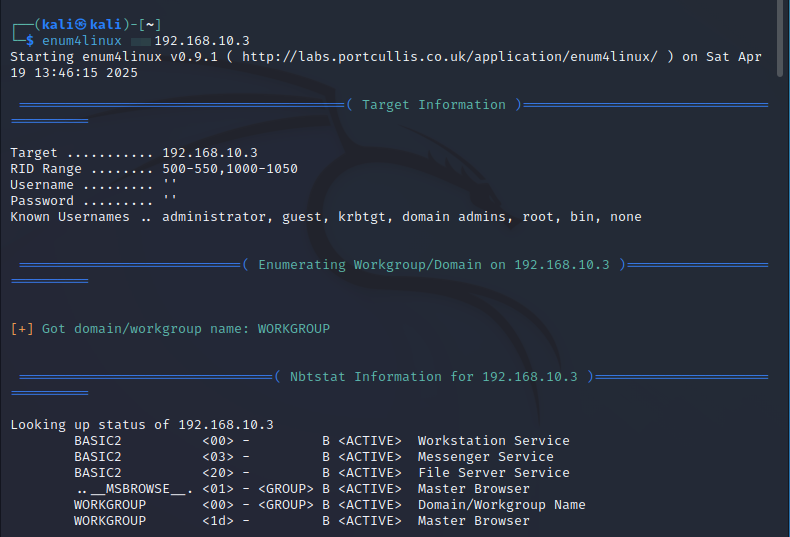 ┌──(kali㉿kali)-[~]
└─$ enum4linux 192.168.10.3
Starting enum4linux v0.9.1 ( http://labs.portcullis.co.uk/application/enum4linux/ ) on Sat Apr
19 13:46:15 2025
=========================================( Target Information )=========================================
Target ........... 192.168.10.3
RID Range ........ 500-550,1000-1050
Username ......... ''
Password ......... ''
Known Usernames .. administrator, guest, krbtgt, domain admins, root, bin, none
============================( Enumerating Workgroup/Domain on 192.168.10.3 )============================
[+] Got domain/workgroup name: WORKGROUP
================================( Nbtstat Information for 192.168.10.3 )================================
Looking up status of 192.168.10.3
BASIC2 <00> - B <ACTIVE> Workstation Service
BASIC2 <03> - B <ACTIVE> Messenger Service
BASIC2 <20> - B <ACTIVE> File Server Service
..__MSBROWSE__. <01> - <GROUP> B <ACTIVE> Master Browser
WORKGROUP <00> - <GROUP> B <ACTIVE> Domain/Workgroup Name
WORKGROUP <1d> - B <ACTIVE> Master Browser